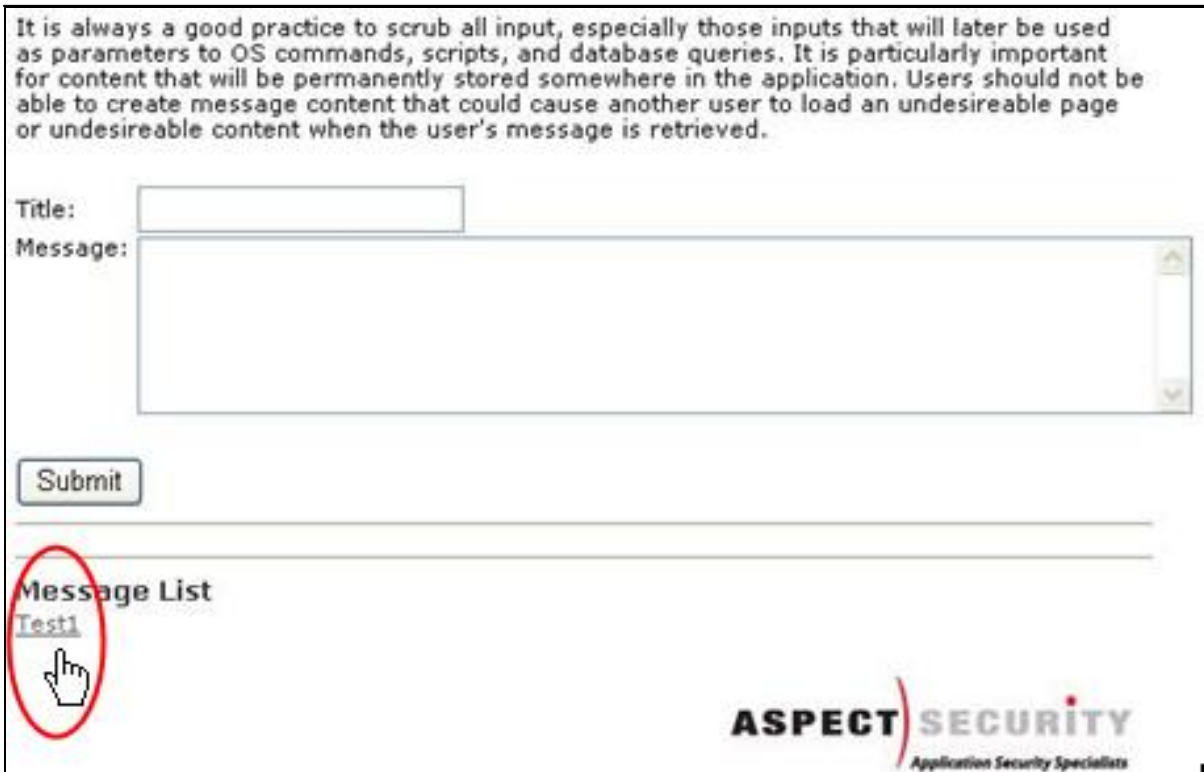 It is always a good practice to scrub all input, especially those inputs that will later be used
as parameters to OS commands, scripts, and database queries. It is particularly important
for content that will be permanently stored somewhere in the application. Users should not be
able to create message content that could cause another user to load an undesireable page
or undesireable content when the user's message is retrieved.
Title:
Message:
Submit
Message List
Test1
ASPECT SECURITY
Application Security Specialists